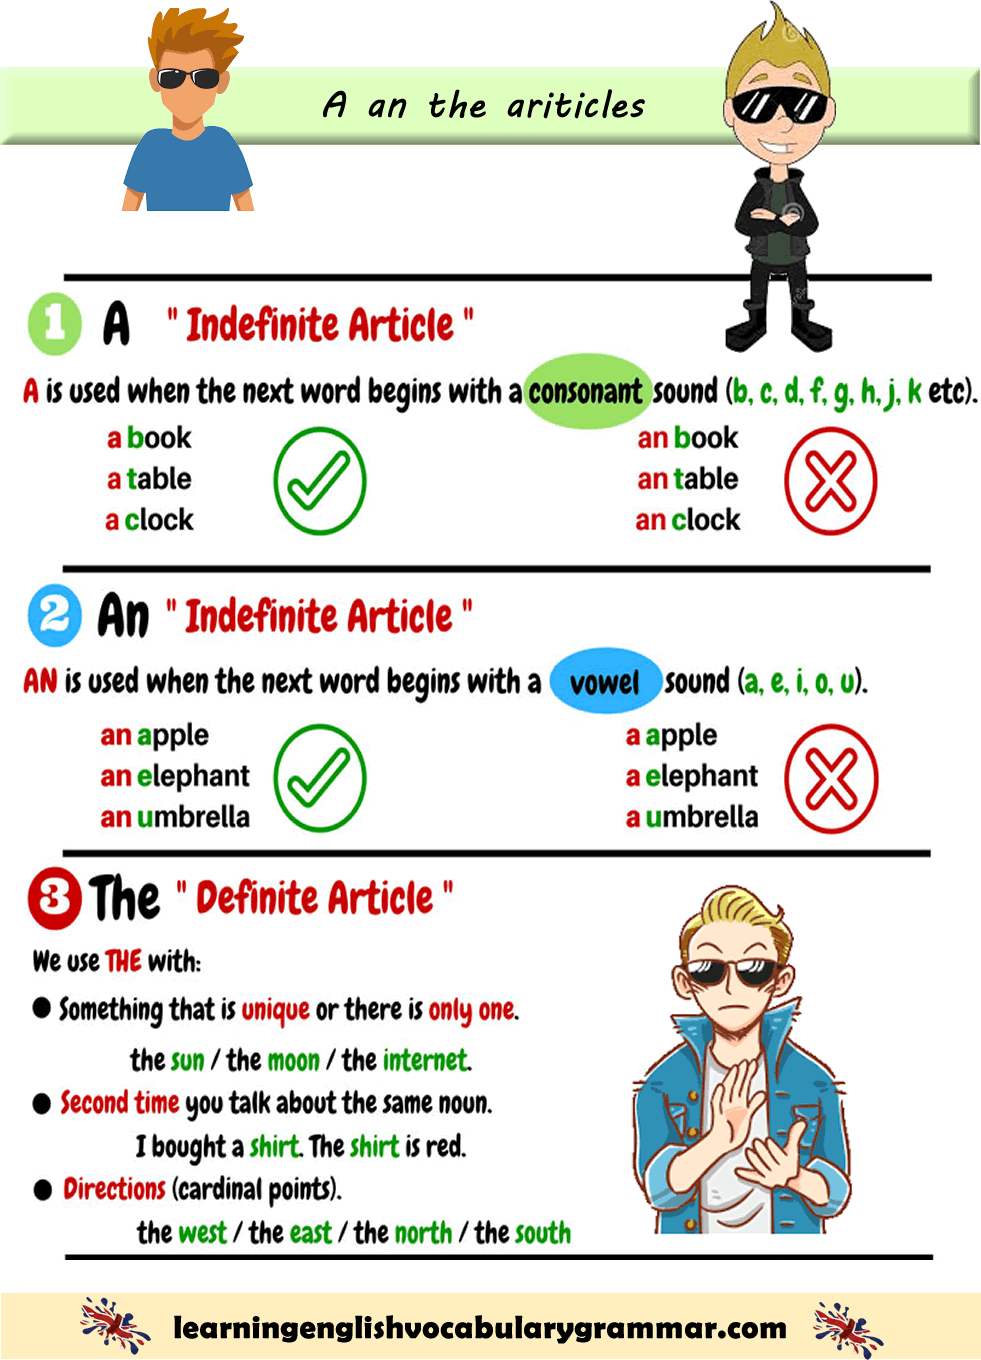 A an the ariticles
1 A " Indefinite Article "
A is used when the next word begins with a consonant sound (b, c, d, f, g, h, j, k etc).
a book
a table
a clock
an book
an table
an clock
2 An " Indefinite Article "
AN is used when the next word begins with a vowel sound (a, e, i, o, u).
an apple
an elephant
an umbrella
a apple
a elephant
a umbrella
3 The " Definite Article "
We use THE with:
● Something that is unique or there is only one.
the sun / the moon / the internet.
● Second time you talk about the same noun.
I bought a shirt. The shirt is red.
● Directions (cardinal points).
the west / the east / the north / the south
learningenglishvocabularygrammar.com